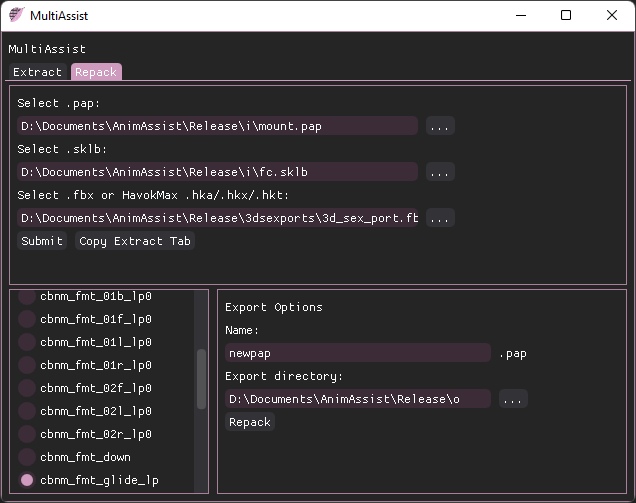 MultiAssist
MultiAssist
Extract Repack
Select .pap:
D:\Documents\AnimAssist\Release\i\mount.pap ...
Select .sklb:
D:\Documents\AnimAssist\Release\i\fc.sklb ...
Select .fbx or HavokMax .hka/.hkx/.hkt:
D:\Documents\AnimAssist\Release\3dsexports\3d_sex_port.fb ...
Submit Copy Extract Tab
cbnm_fmt_01b_lp0
cbnm_fmt_01f_lp0
cbnm_fmt_01l_lp0
cbnm_fmt_01r_lp0
cbnm_fmt_02f_lp0
cbnm_fmt_02l_lp0
cbnm_fmt_02r_lp0
cbnm_fmt_down
cbnm_fmt_glide_lp
Export Options
Name:
newpap .pap
Export directory:
D:\Documents\AnimAssist\Release\o ...
Repack